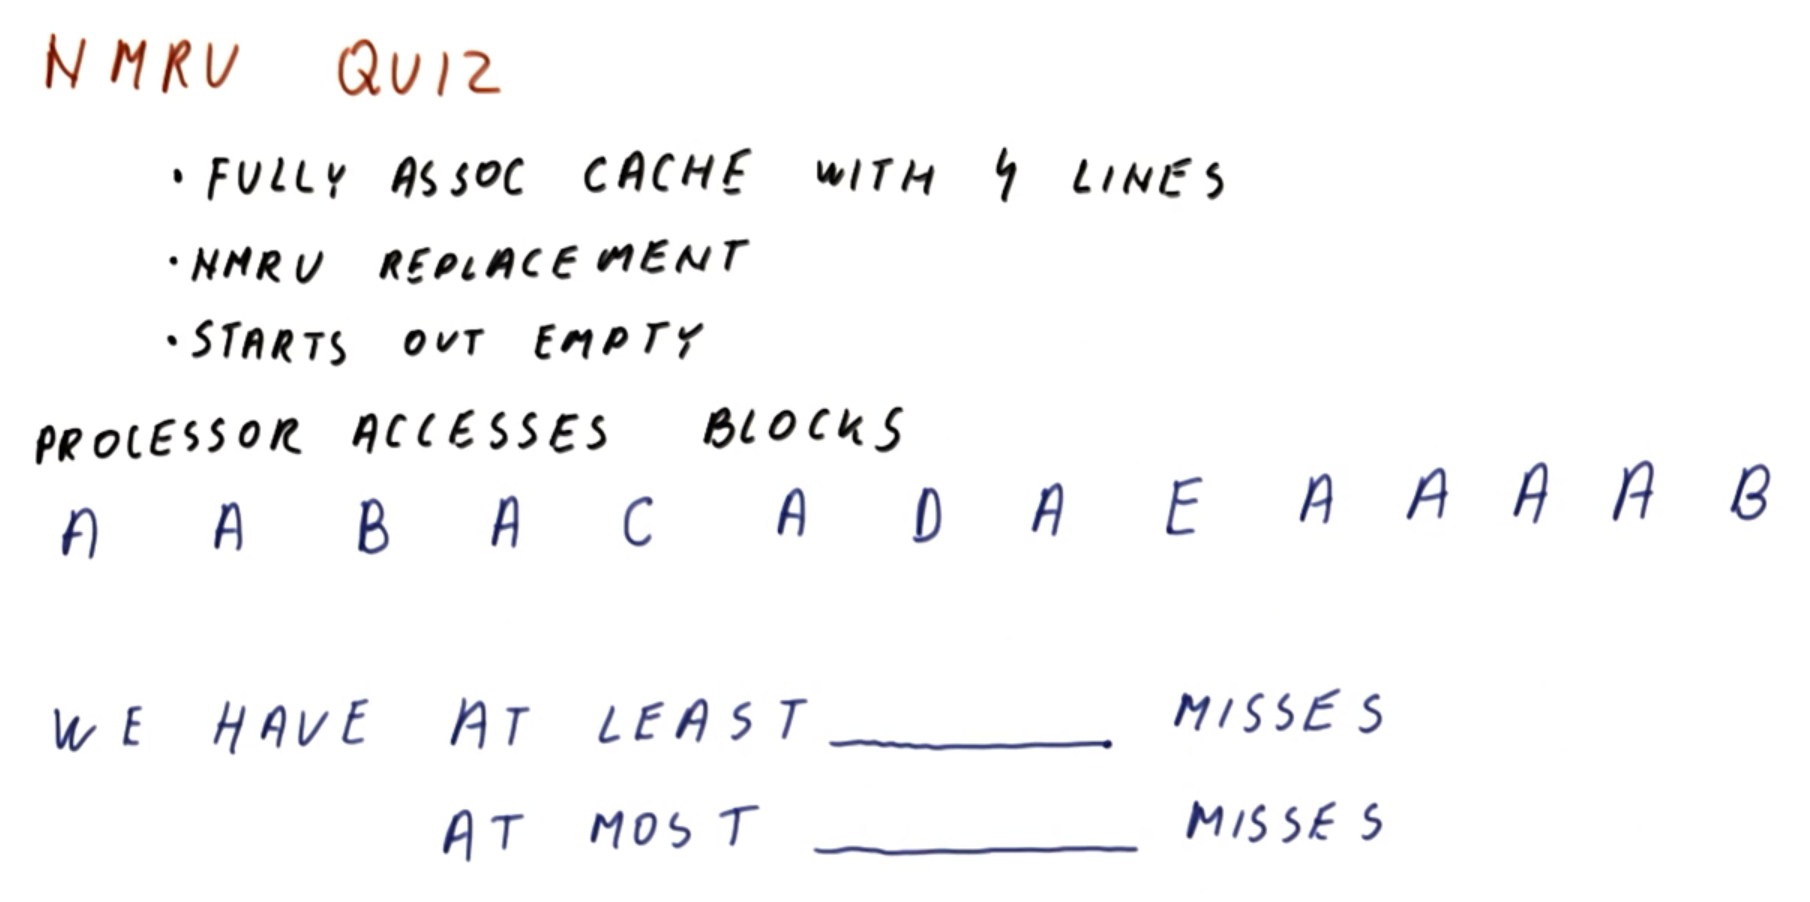 NMRU QUIZ
• FULLY ASSOC CACHE WITH 4 LINES
• NMRU REPLACEMENT
• STARTS OUT EMPTY
PROCESSOR ACCESSES BLOCKS
A A B A C A D A E A A A A B
WE HAVE AT LEAST ________ MISSES
AT MOST ________ MISSES